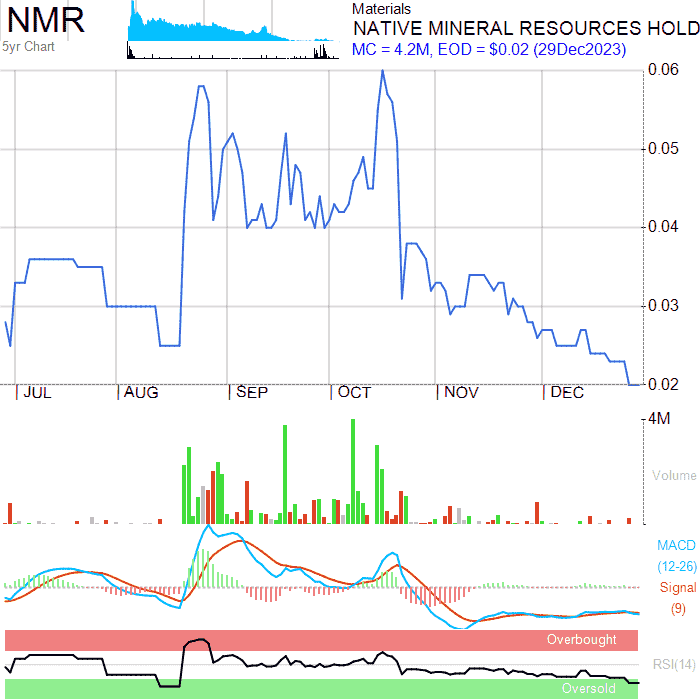 NMR
5yr Chart
Materials
NATIVE MINERAL RESOURCES HOLD
MC = 4.2M, EOD = $0.02 (29Dec2023)
0.06
0.05
0.04
0.03
0.02
JUL AUG SEP OCT NOV DEC
4M
Volume
MACD
(12-26)
Signal
(9)
Overbought
RSI(14)
Oversold